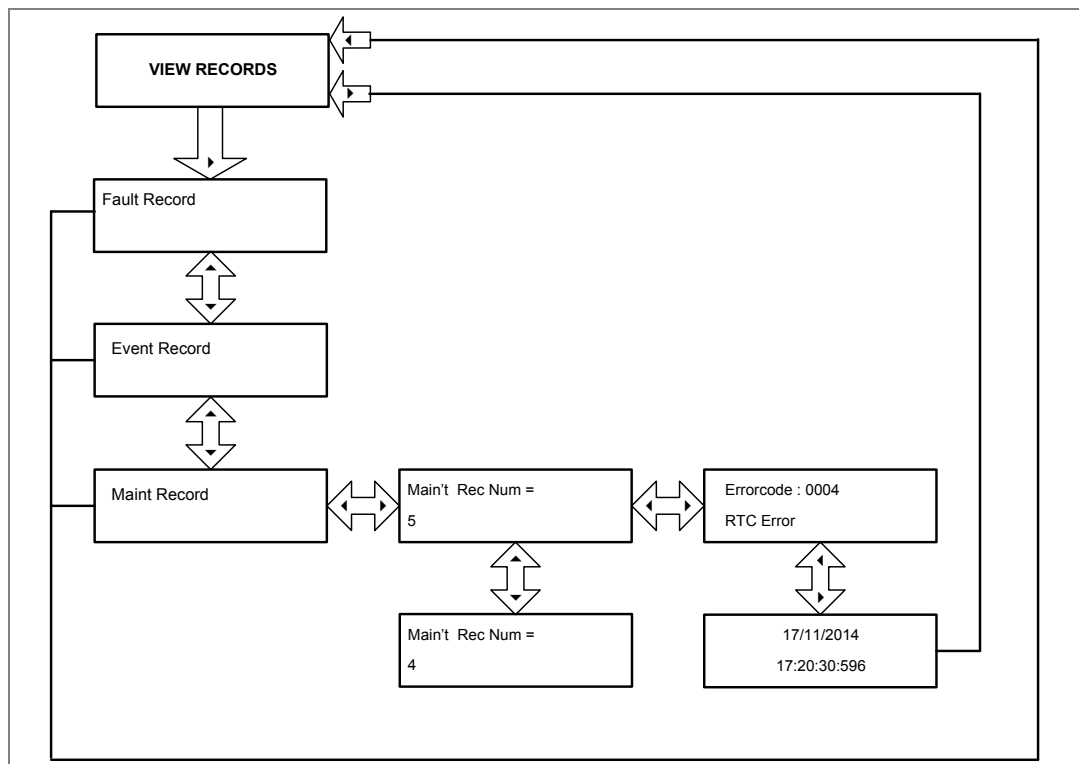 VIEW RECORDS
Fault Record
Event Record
Maint Record
Main't Rec Num =
5
Errorcode : 0004
RTC Error
Main't Rec Num =
4
17/11/2014
17:20:30:596